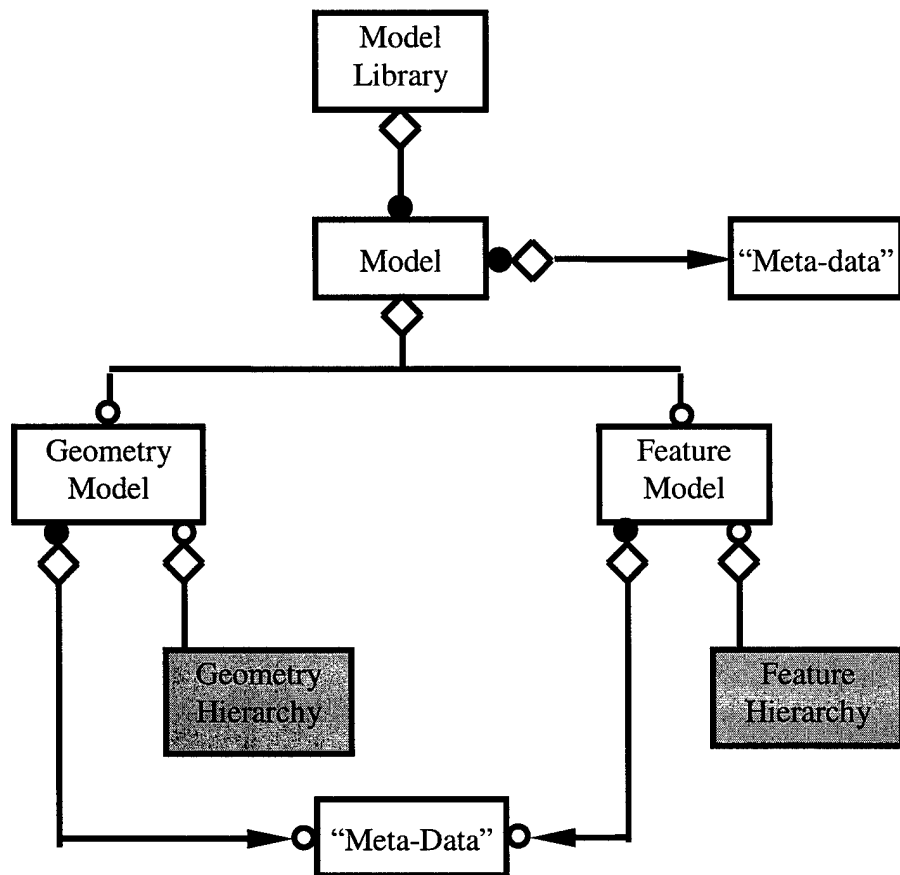 Model
Library
Model
“Meta-data”
Geometry
Model
Feature
Model
Geometry
Hierarchy
Feature
Hierarchy
“Meta-Data”